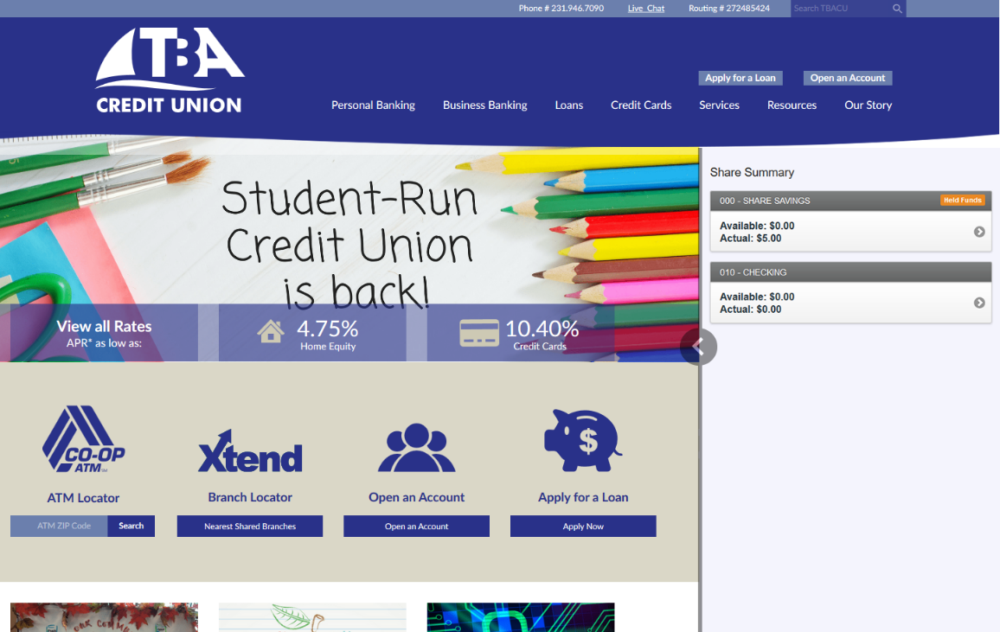 Phone # 231.946.7090 Live Chat Routing # 272485424 Search TBACU
TBA
CREDIT UNION
Apply for a Loan Open an Account
Personal Banking Business Banking Loans Credit Cards Services Resources Our Story
Student-Run
Credit Union
is back!
View all Rates
APR* as low as:
4.75%
Home Equity
10.40%
Credit Cards
CO-OP
ATM
ATM Locator
ATM ZIP Code Search
Xtend
Branch Locator
Nearest Shared Branches
Open an Account
Open an Account
$
Apply for a Loan
Apply Now
Share Summary
000 - SHARE SAVINGS Held Funds
Available: $0.00
Actual: $5.00
010 - CHECKING
Available: $0.00
Actual: $0.00